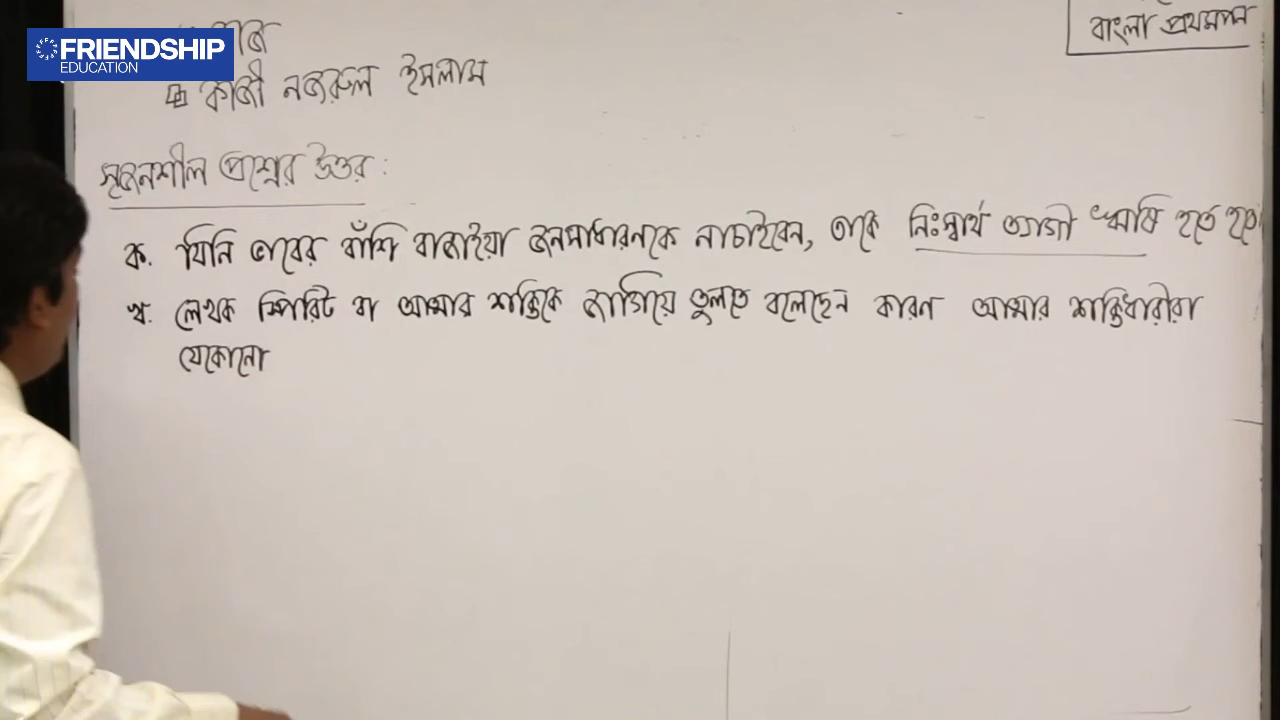 FRIENDSHIP
EDUCATION
বাংলা প্রথমপত্র
কাজ
কাজী নজরুল ইসলাম
সৃজনশীল প্রশ্নের উত্তর :
ক. যিনি ভাবের বাঁশি বাজাইয়া জনসাধারনকে নাচাইবেন, তাকে নিঃস্বার্থ ত্যাগী ঋষি হতে হবে
খ. লেখক স্পিরিট বা আত্মার শক্তিকে জাগিয়ে তুলতে বলেছেন কারণ আত্মার শক্তিধারীরা
যেকোনো